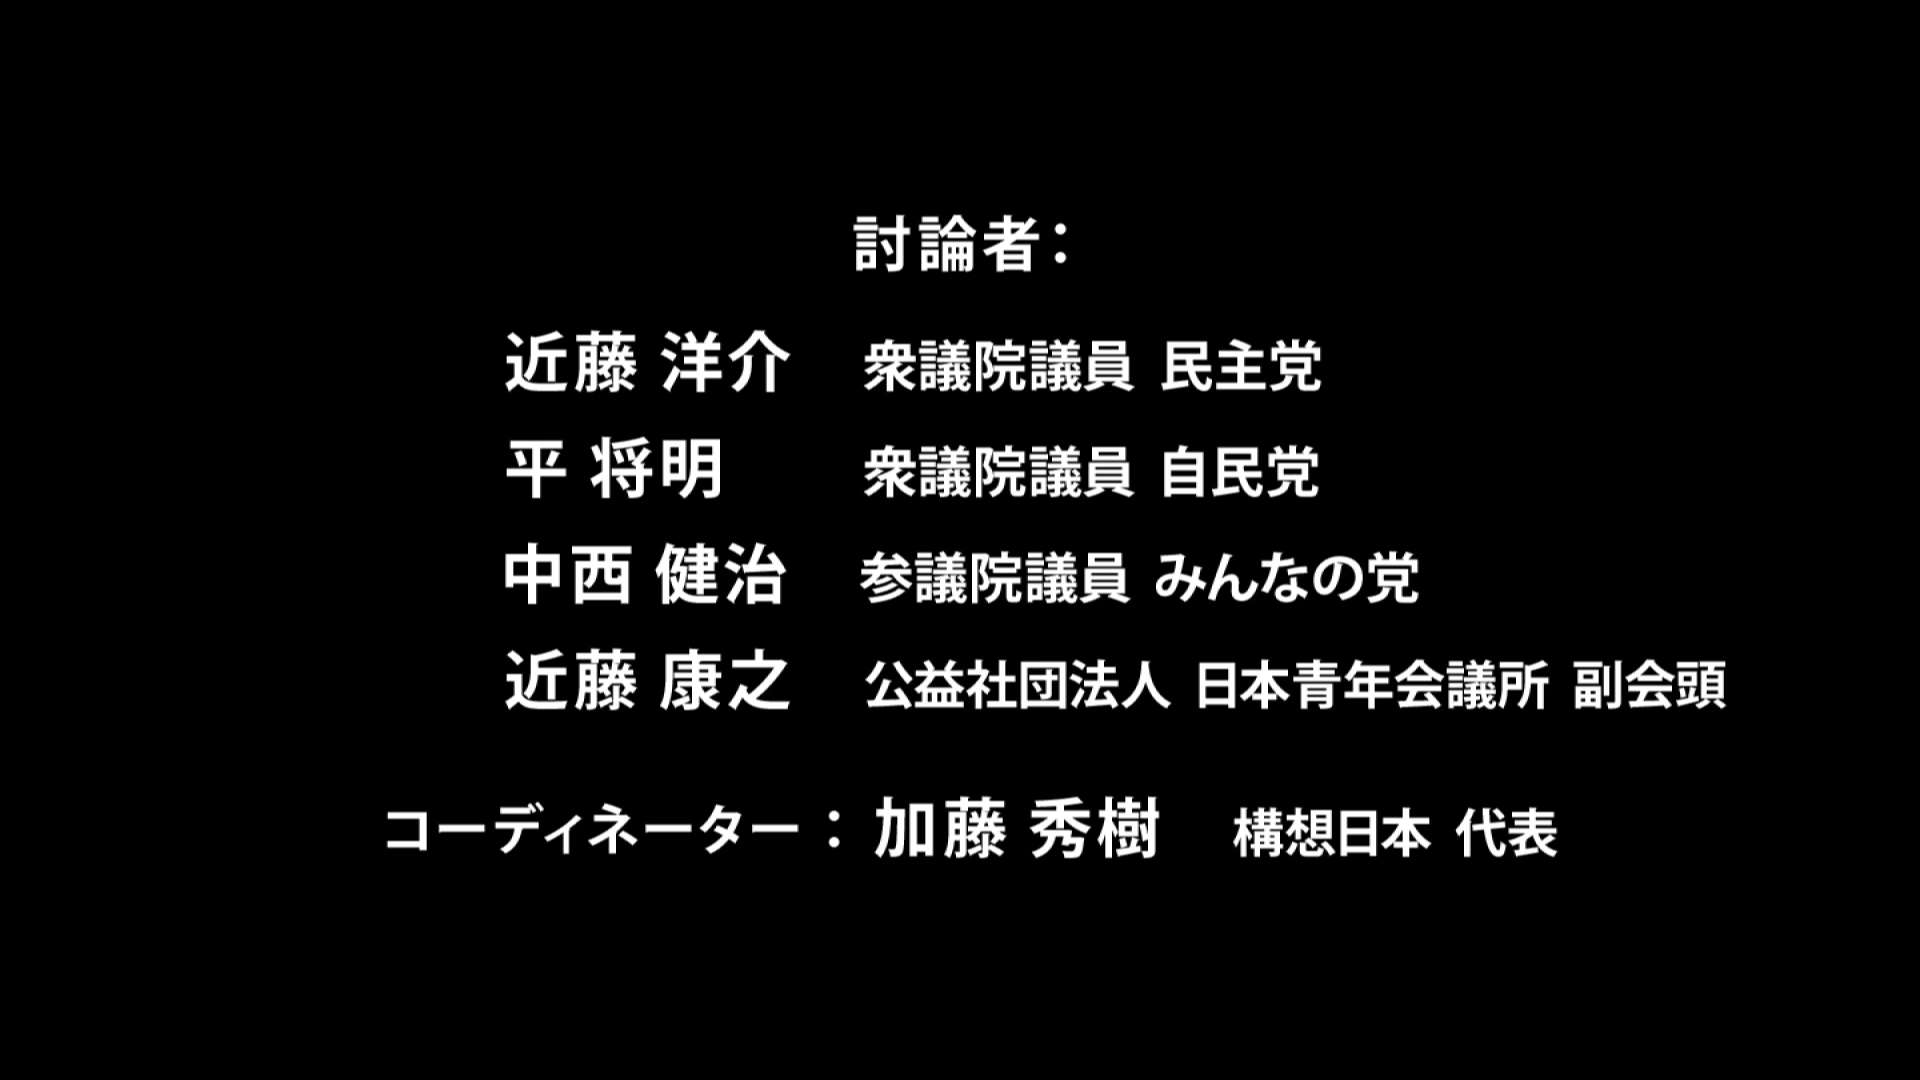 討論者：
近藤 洋介 衆議院議員 民主党
平 将明 衆議院議員 自民党
中西 健治 参議院議員 みんなの党
近藤 康之 公益社団法人 日本青年会議所 副会頭
コーディネーター：加藤 秀樹 構想日本 代表